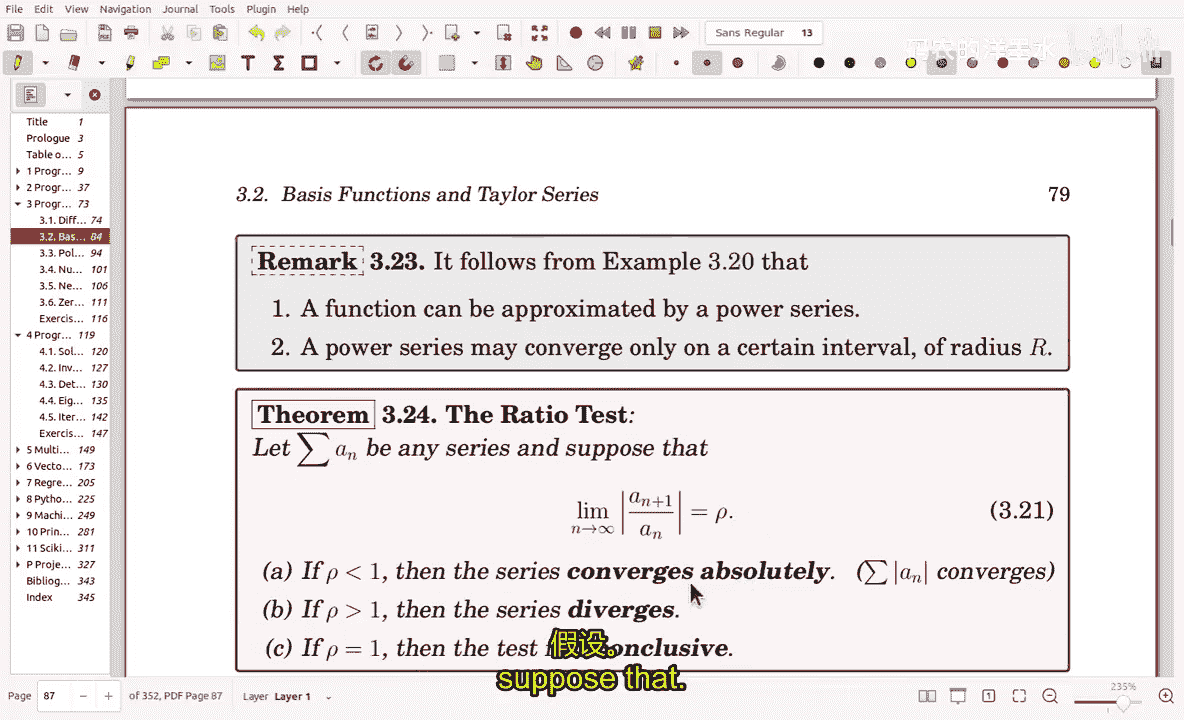 File Edit View Navigation Journal Tools Plugin Help
Sans Regular 13
Title 1
Prologue 3
Table o... 5
1 Progr... 9
2 Progr... 37
3 Progr... 73
3.1. Diff... 74
3.2. Bas... 84
3.3. Pol... 94
3.4. Nu... 101
3.5. Ne... 106
3.6. Zer... 111
Exercis... 116
4 Progr... 119
4.1. Sol... 120
4.2. Inv... 127
4.3. Det... 130
4.4. Eig... 135
4.5. Iter... 142
Exercis... 147
5 Multi... 149
6 Vecto... 173
7 Regre... 205
8 Pytho... 225
9 Machi... 249
10 Prin... 281
11 Sciki... 311
P Proje... 327
Bibliog... 343
Index 345
3.2. Basis Functions and Taylor Series 79
Remark 3.23. It follows from Example 3.20 that
1. A function can be approximated by a power series.
2. A power series may converge only on a certain interval, of radius R.
Theorem 3.24. The Ratio Test:
Let ∑ aₙ be any series and suppose that
lim n→∞ |aₙ₊₁ / aₙ| = ρ. (3.21)
(a) If ρ < 1, then the series converges absolutely. (∑ |aₙ| converges)
(b) If ρ > 1, then the series diverges.
(c) If ρ = 1, then the test onclusive.
假设。
suppose that.
Page 87 of 352, PDF Page 87 Layer Layer 1 235%